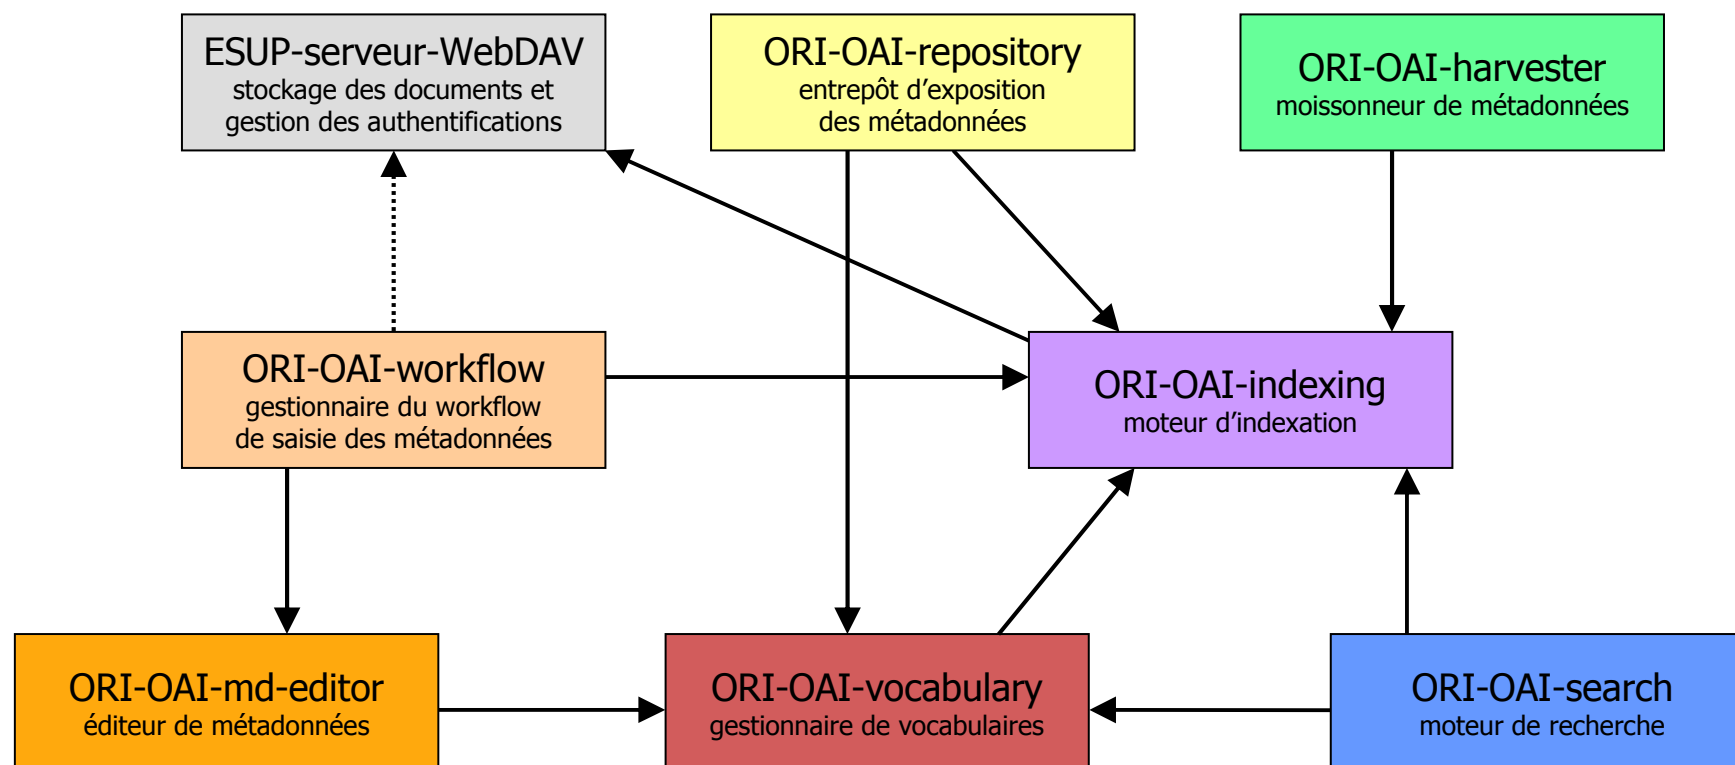 ESUP-serveur-WebDAV
stockage des documents et
gestion des authentifications
ORI-OAI-repository
entrepôt d’exposition
des métadonnées
ORI-OAI-harvester
moissonneur de métadonnées
ORI-OAI-workflow
gestionnaire du workflow
de saisie des métadonnées
ORI-OAI-indexing
moteur d’indexation
ORI-OAI-md-editor
éditeur de métadonnées
ORI-OAI-vocabulary
gestionnaire de vocabulaires
ORI-OAI-search
moteur de recherche